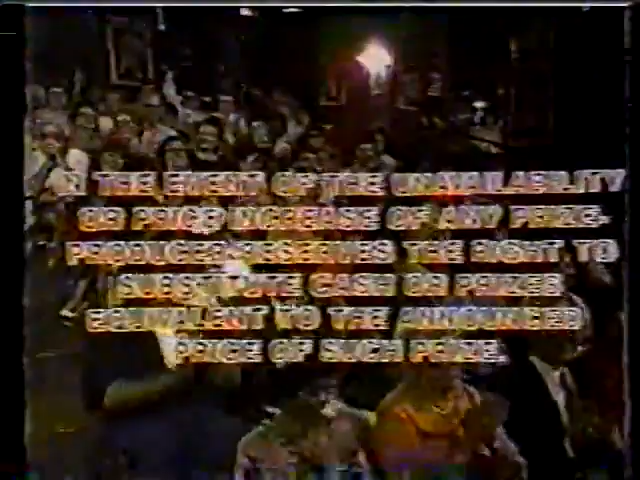 IN THE EVENT OF THE UNAVAILABILITY
OR PRICE INCREASE OF ANY PRIZE,
PRODUCER RESERVES THE RIGHT TO
SUBSTITUTE CASH OR PRIZES
EQUIVALENT TO THE ANNOUNCED
PRICE OF SUCH PRIZE.